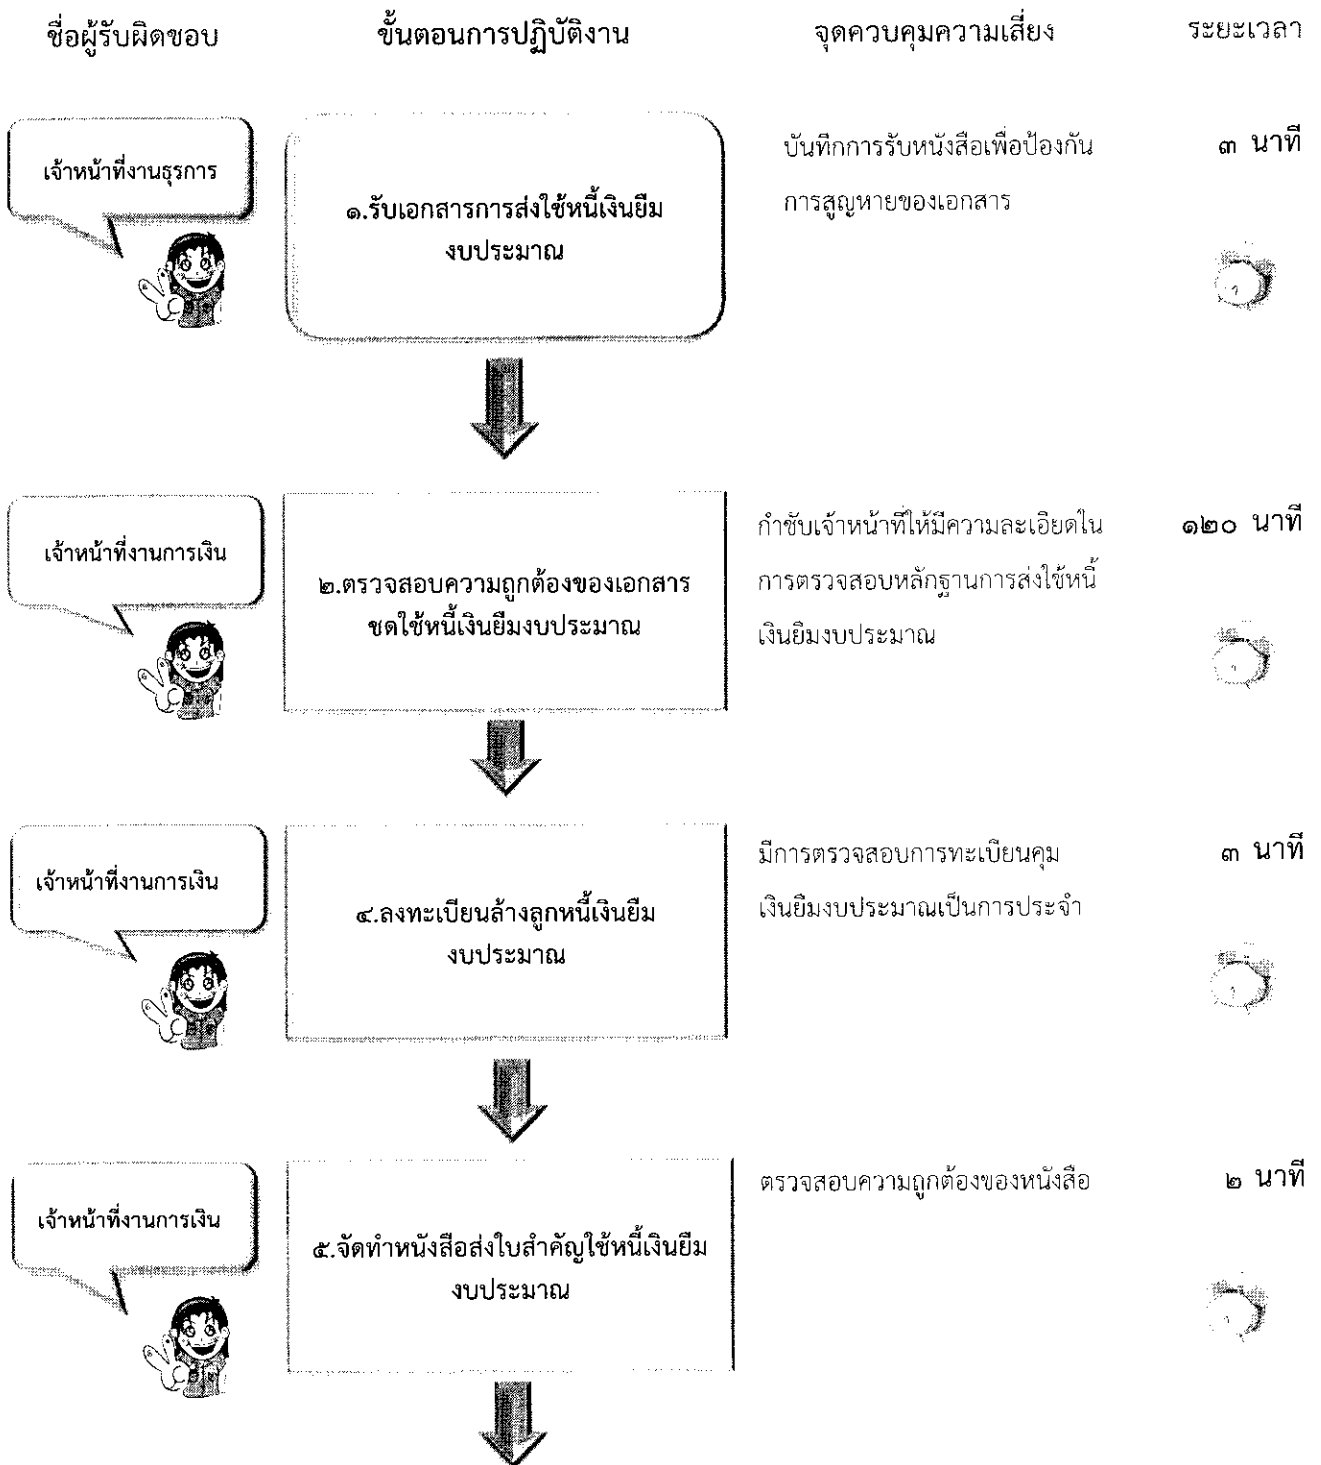 ชื่อผู้รับผิดชอบ
ขั้นตอนการปฏิบัติงาน
จุดควบคุมความเสี่ยง
ระยะเวลา
เจ้าหน้าที่งานธุรการ
๑.รับเอกสารการส่งใช้หนี้เงินยืม
งบประมาณ
บันทึกการรับหนังสือเพื่อป้องกัน
การสูญหายของเอกสาร
๓ นาที
เจ้าหน้าที่งานการเงิน
๒.ตรวจสอบความถูกต้องของเอกสาร
ชดใช้หนี้เงินยืมงบประมาณ
กำชับเจ้าหน้าที่ให้มีความละเอียดใน
การตรวจสอบหลักฐานการส่งใช้หนี้
เงินยืมงบประมาณ
๑๒๐ นาที
เจ้าหน้าที่งานการเงิน
๔.ลงทะเบียนล้างลูกหนี้เงินยืม
งบประมาณ
มีการตรวจสอบการทะเบียนคุม
เงินยืมงบประมาณเป็นการประจำ
๓ นาที
เจ้าหน้าที่งานการเงิน
๕.จัดทำหนังสือส่งใบสำคัญใช้หนี้เงินยืม
งบประมาณ
ตรวจสอบความถูกต้องของหนังสือ
๒ นาที